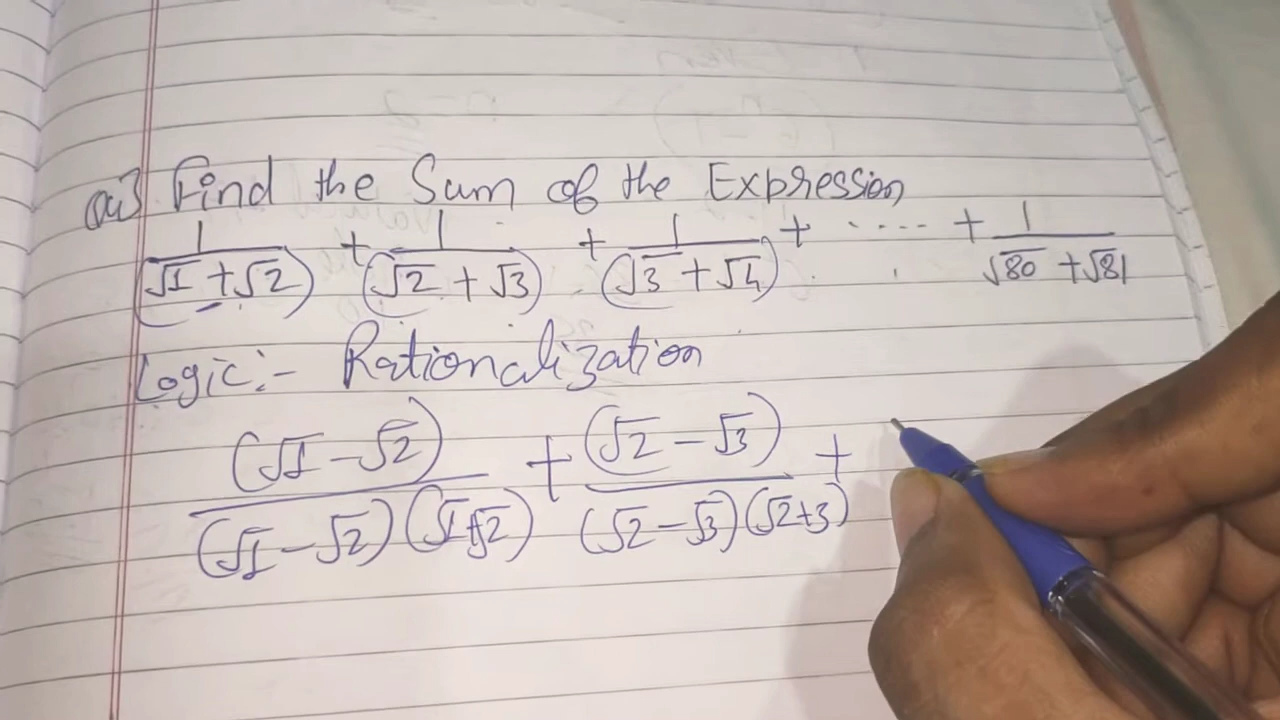 Q3 Find the Sum of the Expression
1/(√1 + √2) + 1/(√2 + √3) + 1/(√3 + √4) + ..... + 1/√80 + √81
Logic:- Rationalization
(√1 - √2)/(√1 - √2)(√1+√2) + (√2 - √3)/(√2 - √3)(√2+3) +